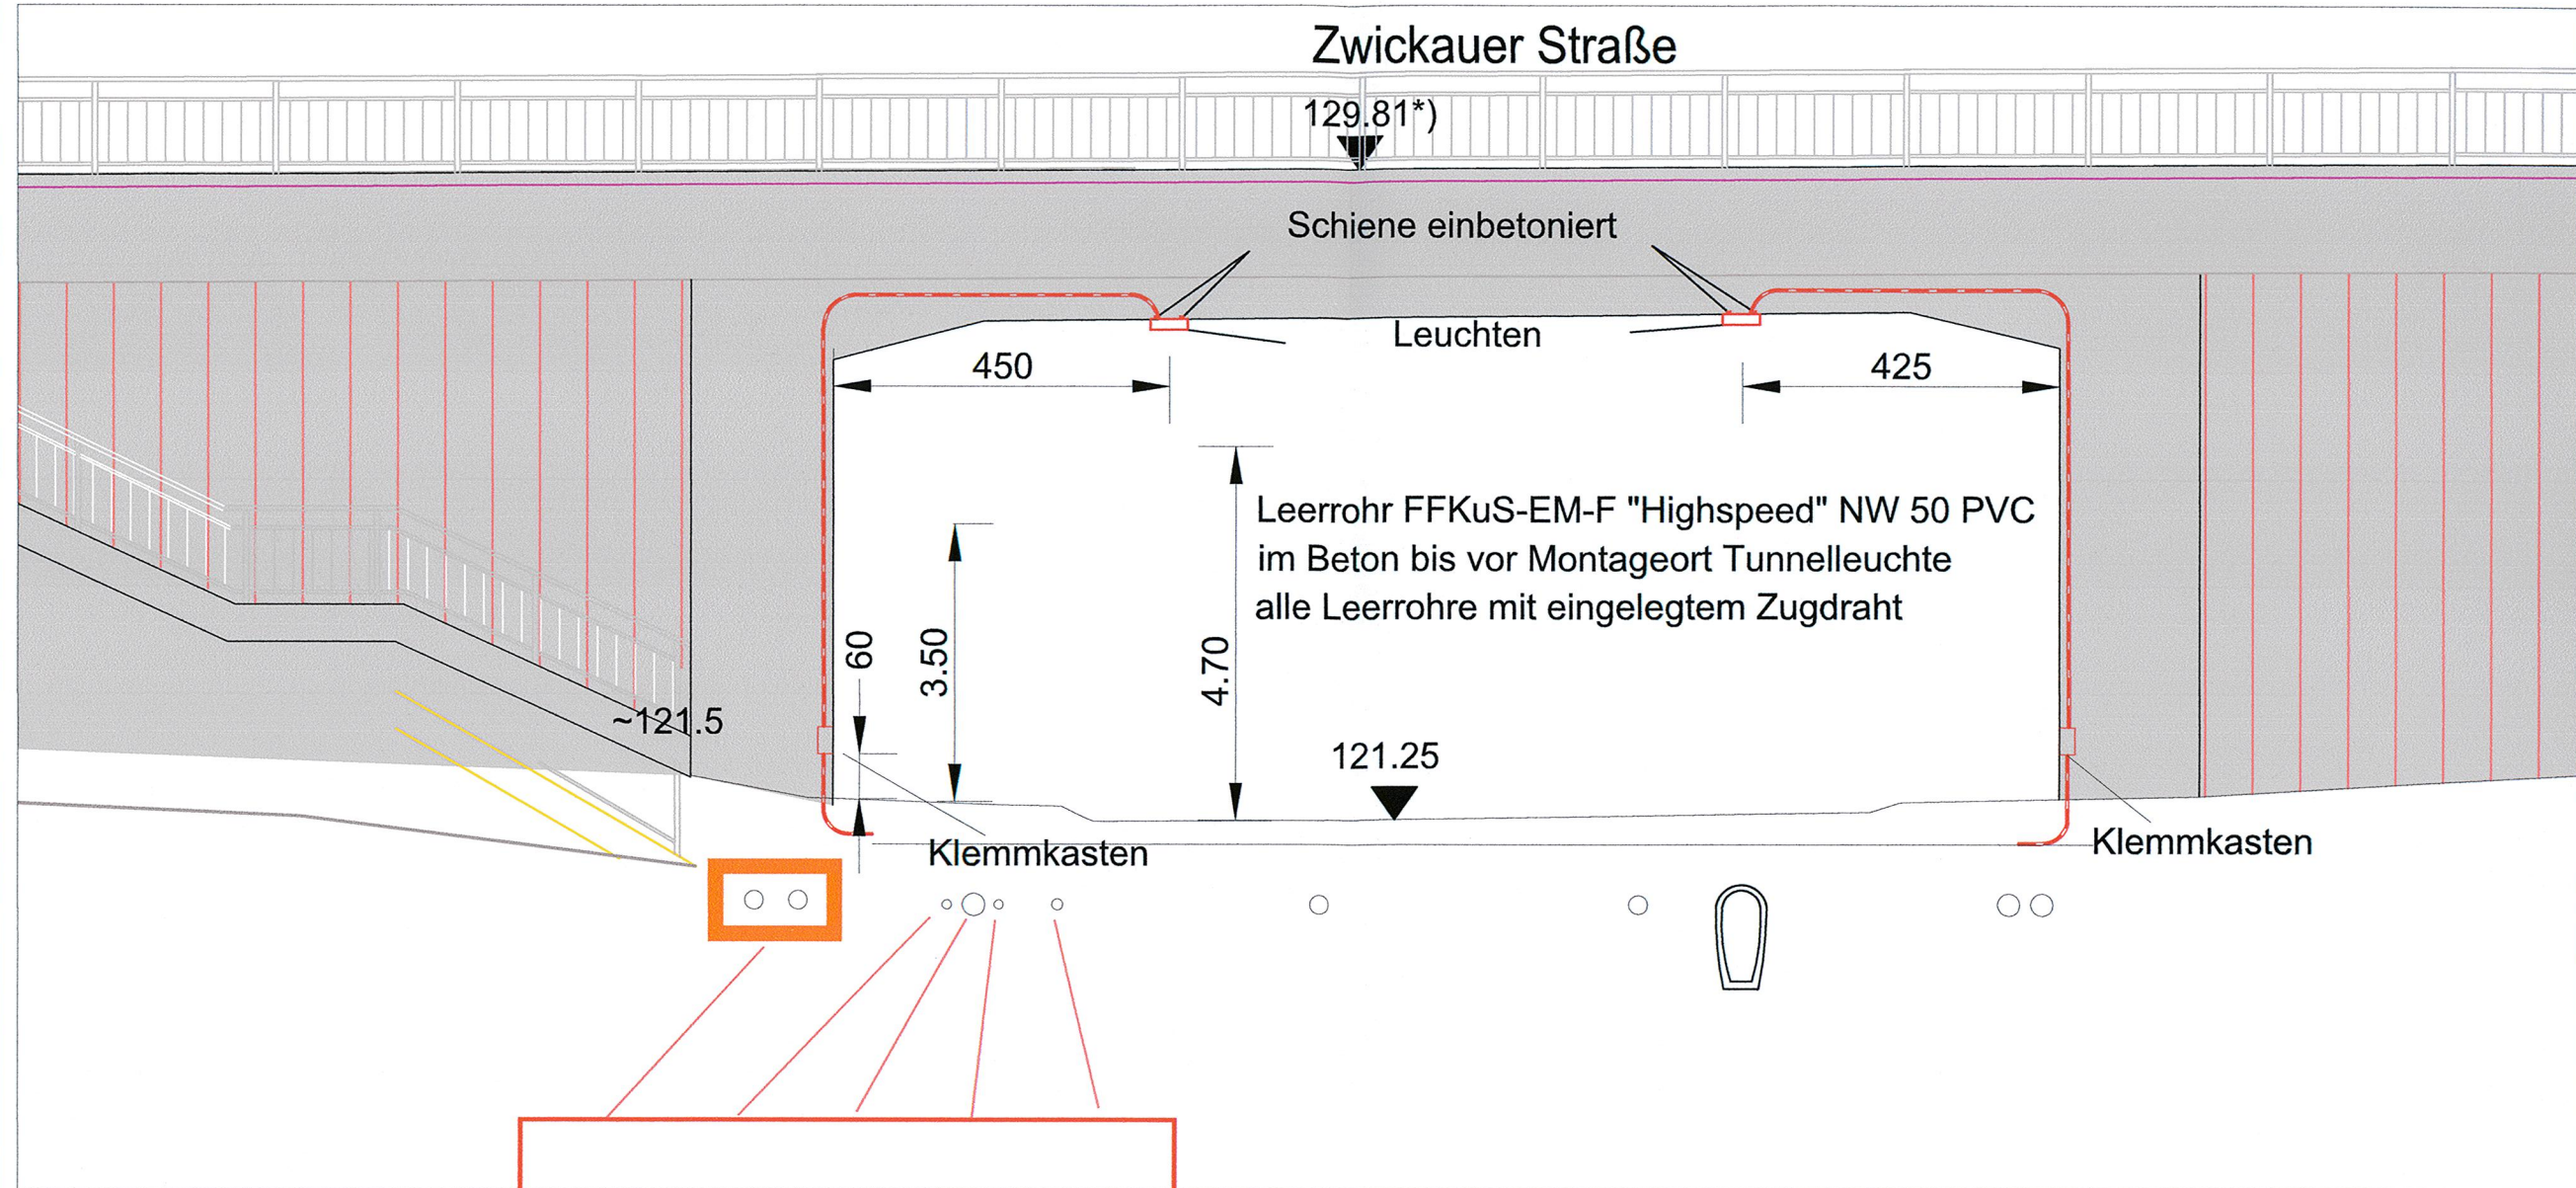 Zwickauer Straße
129.81*)
Schiene einbetoniert
Leuchten
450
425
Leerrohr FFKuS-EM-F "Highspeed" NW 50 PVC
im Beton bis vor Montageort Tunnelleuchte
alle Leerrohre mit eingelegtem Zugdraht
60
3.50
4.70
~121.5
121.25
Klemmkasten
Klemmkasten